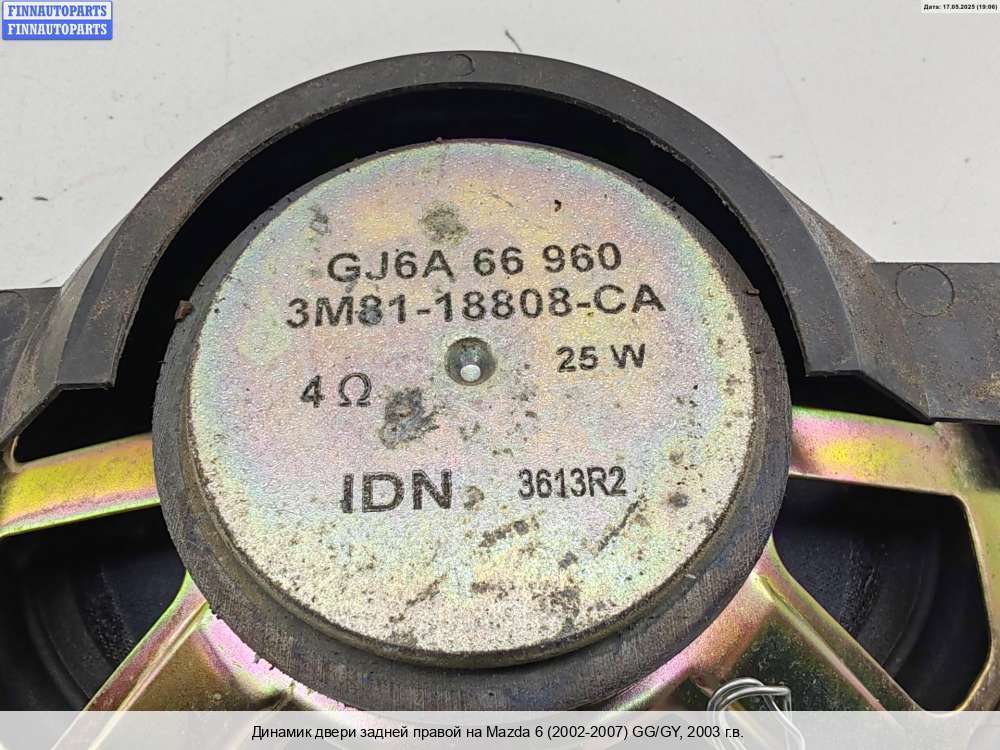 FINNAUTOPARTS
FINNAUTOPARTS
Дата: 17.05.2025 (19:06)
GJ6A 66 960
3M81-18808-CA
25 W
4 Ω
IDN
3613R2
Динамик двери задней правой на Mazda 6 (2002-2007) GG/GY, 2003 г.в.